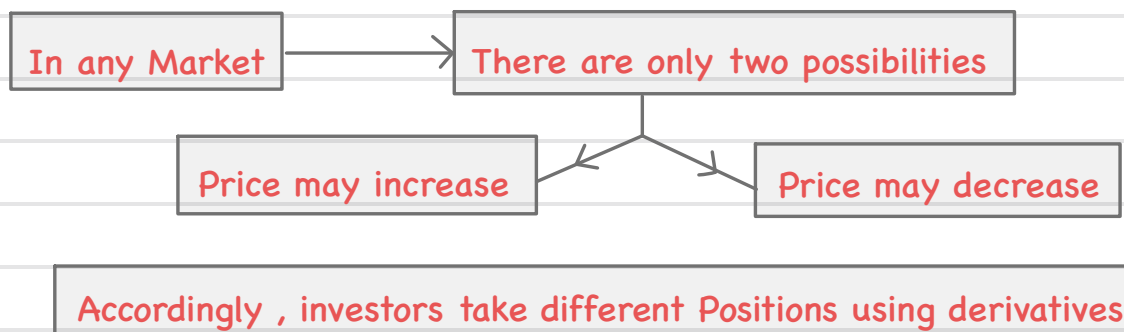 In any Market
There are only two possibilities
Price may increase
Price may decrease
Accordingly , investors take different Positions using derivatives